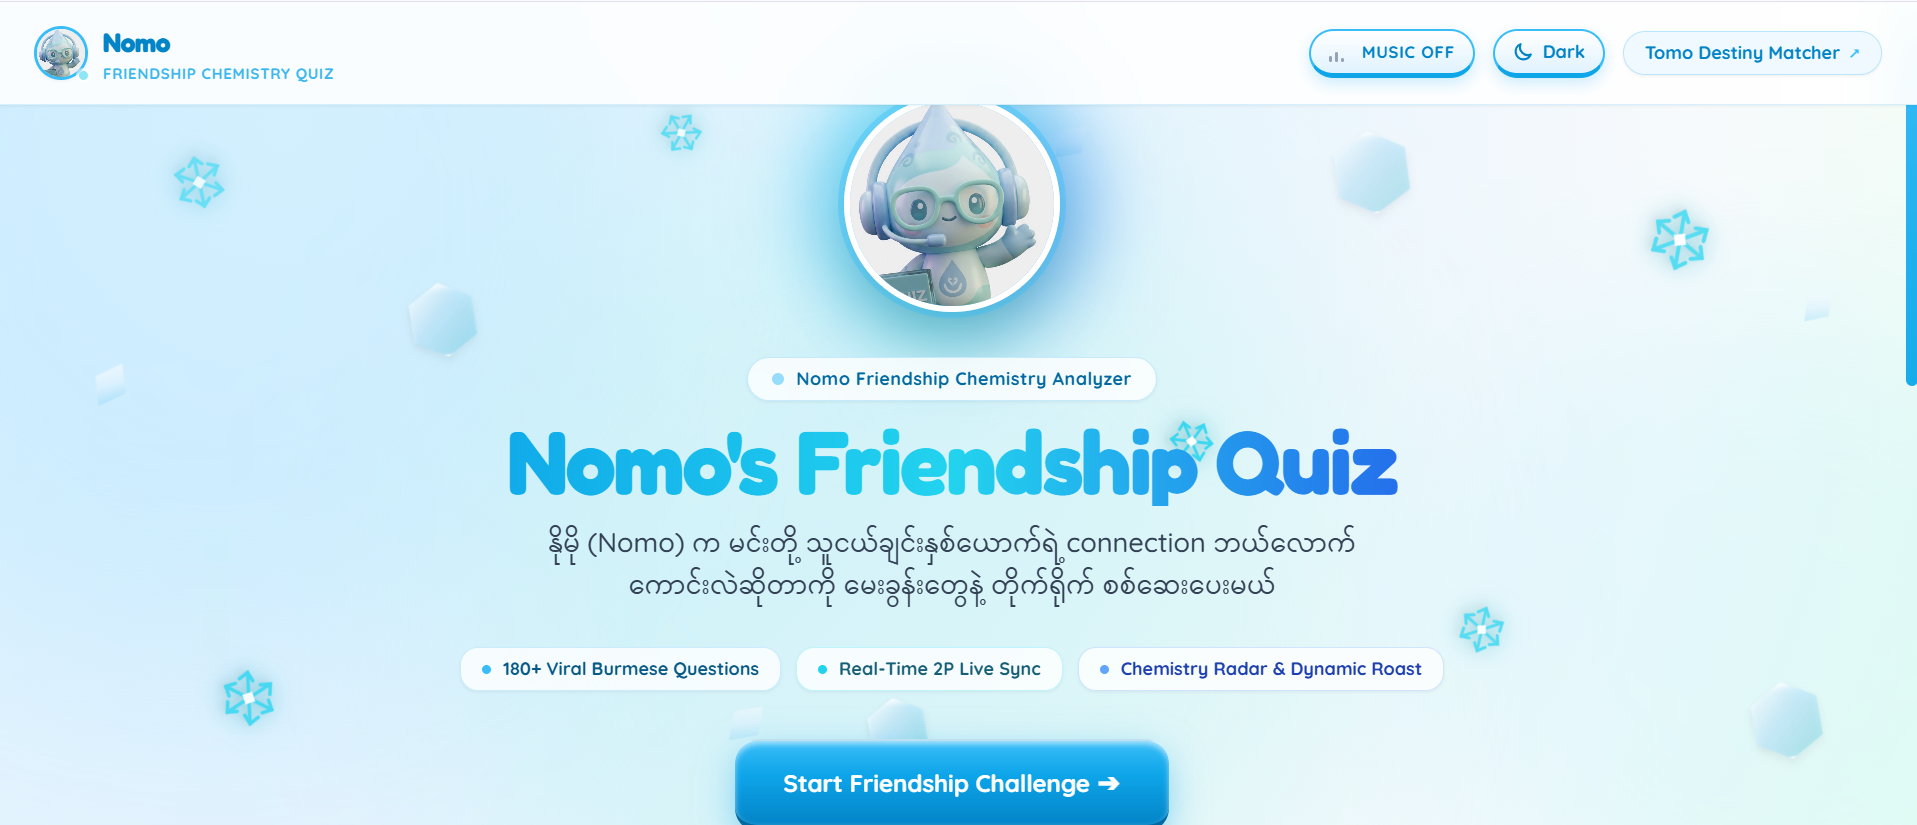 Nomo
FRIENDSHIP CHEMISTRY QUIZ
MUSIC OFF
Dark
Tomo Destiny Matcher ↗
Nomo Friendship Chemistry Analyzer
Nomo's Friendship Quiz
နိုမို (Nomo) က မင်းတို့ သူငယ်ချင်းနှစ်ယောက်ရဲ့ connection ဘယ်လောက်
ကောင်းလဲဆိုတာကို မေးခွန်းတွေနဲ့ တိုက်ရိုက် စစ်ဆေးပေးမယ်
180+ Viral Burmese Questions
Real-Time 2P Live Sync
Chemistry Radar & Dynamic Roast
Start Friendship Challenge ➔